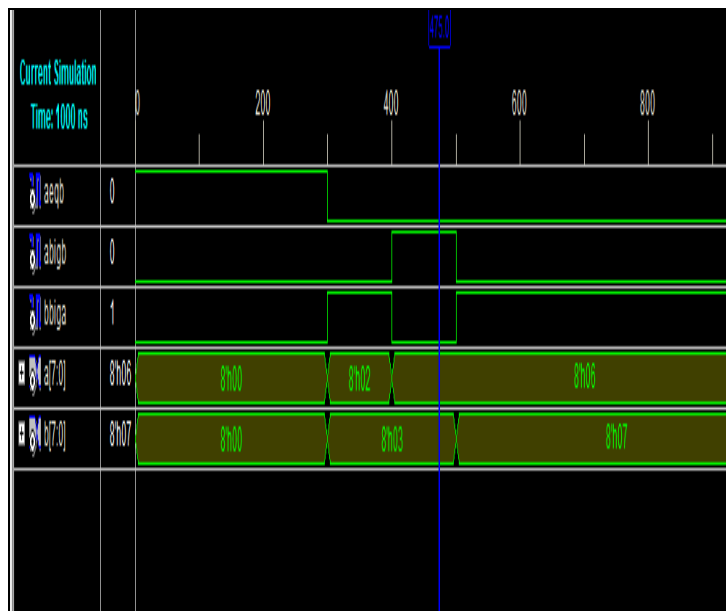 475.0
Current Simulation
Time: 1000 ns
0 200 400 600 800
aeqb 0
abigb 0
bbiga 1
a[7:0] 8'h06 8'h00 8'h02 8'h06
b[7:0] 8'h07 8'h00 8'h03 8'h07